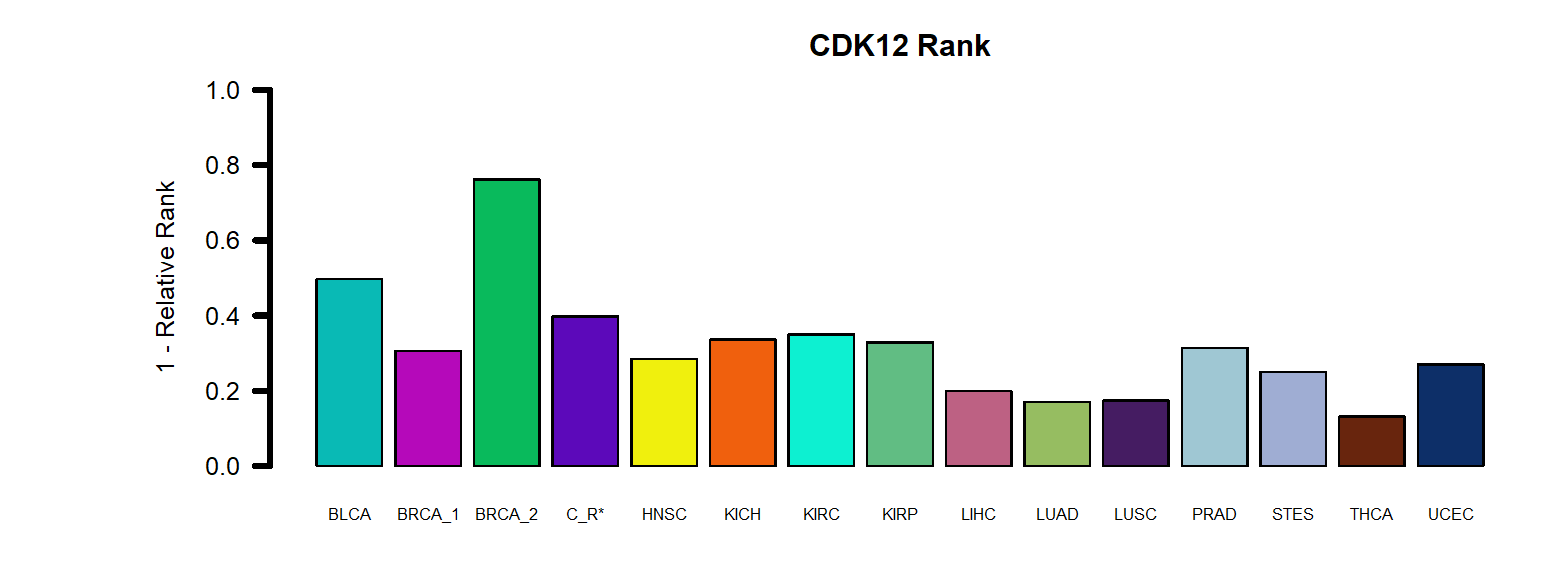 CDK12 Rank
1 - Relative Rank
1.0
0.8
0.6
0.4
0.2
0.0
BLCA BRCA_1 BRCA_2 C_R* HNSC KICH KIRC KIRP LIHC LUAD LUSC PRAD STES THCA UCEC